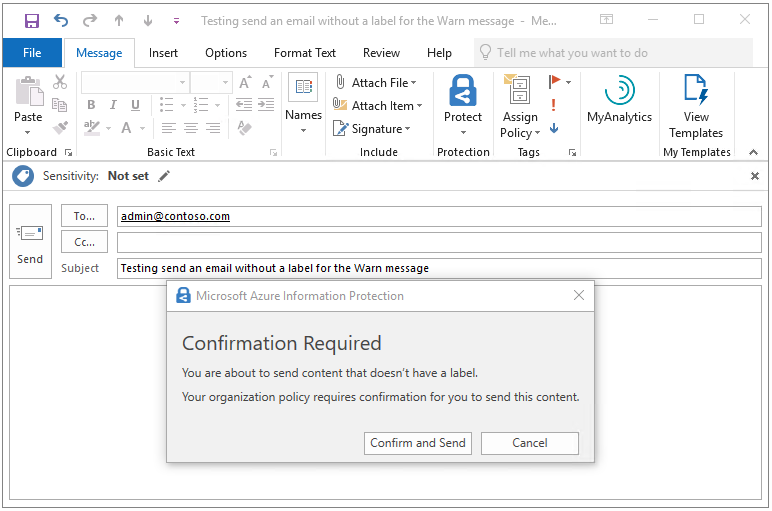 Testing send an email without a label for the Warn message - Me...
File Message Insert Options Format Text Review Help Tell me what you want to do
Paste
Clipboard
B I U
A A
ab A
Basic Text
Names
Attach File
Attach Item
Signature
Include
Protect
Protection
Assign
Policy
Tags
MyAnalytics
View
Templates
My Templates
Sensitivity: Not set
Send
To...
admin@contoso.com
Cc...
Subject
Testing send an email without a label for the Warn message
Microsoft Azure Information Protection
Confirmation Required
You are about to send content that doesn't have a label.
Your organization policy requires confirmation for you to send this content.
Confirm and Send Cancel